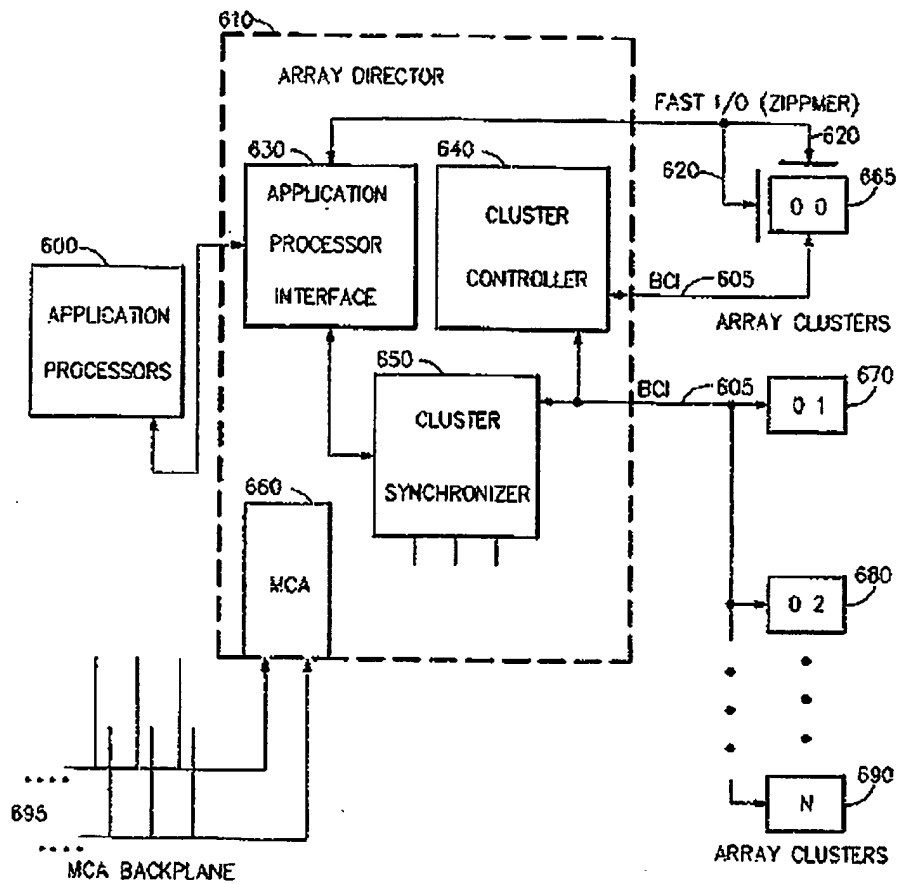 610
ARRAY DIRECTOR
FAST I/O (ZIPPMER)
620
620
630
640
665
APPLICATION
PROCESSOR
INTERFACE
CLUSTER
CONTROLLER
0 0
600
APPLICATION
PROCESSORS
BCI
605
ARRAY CLUSTERS
650
CLUSTER
SYNCHRONIZER
BCI
605
670
0 1
660
MCA
680
0 2
695
MCA BACKPLANE
690
N
ARRAY CLUSTERS